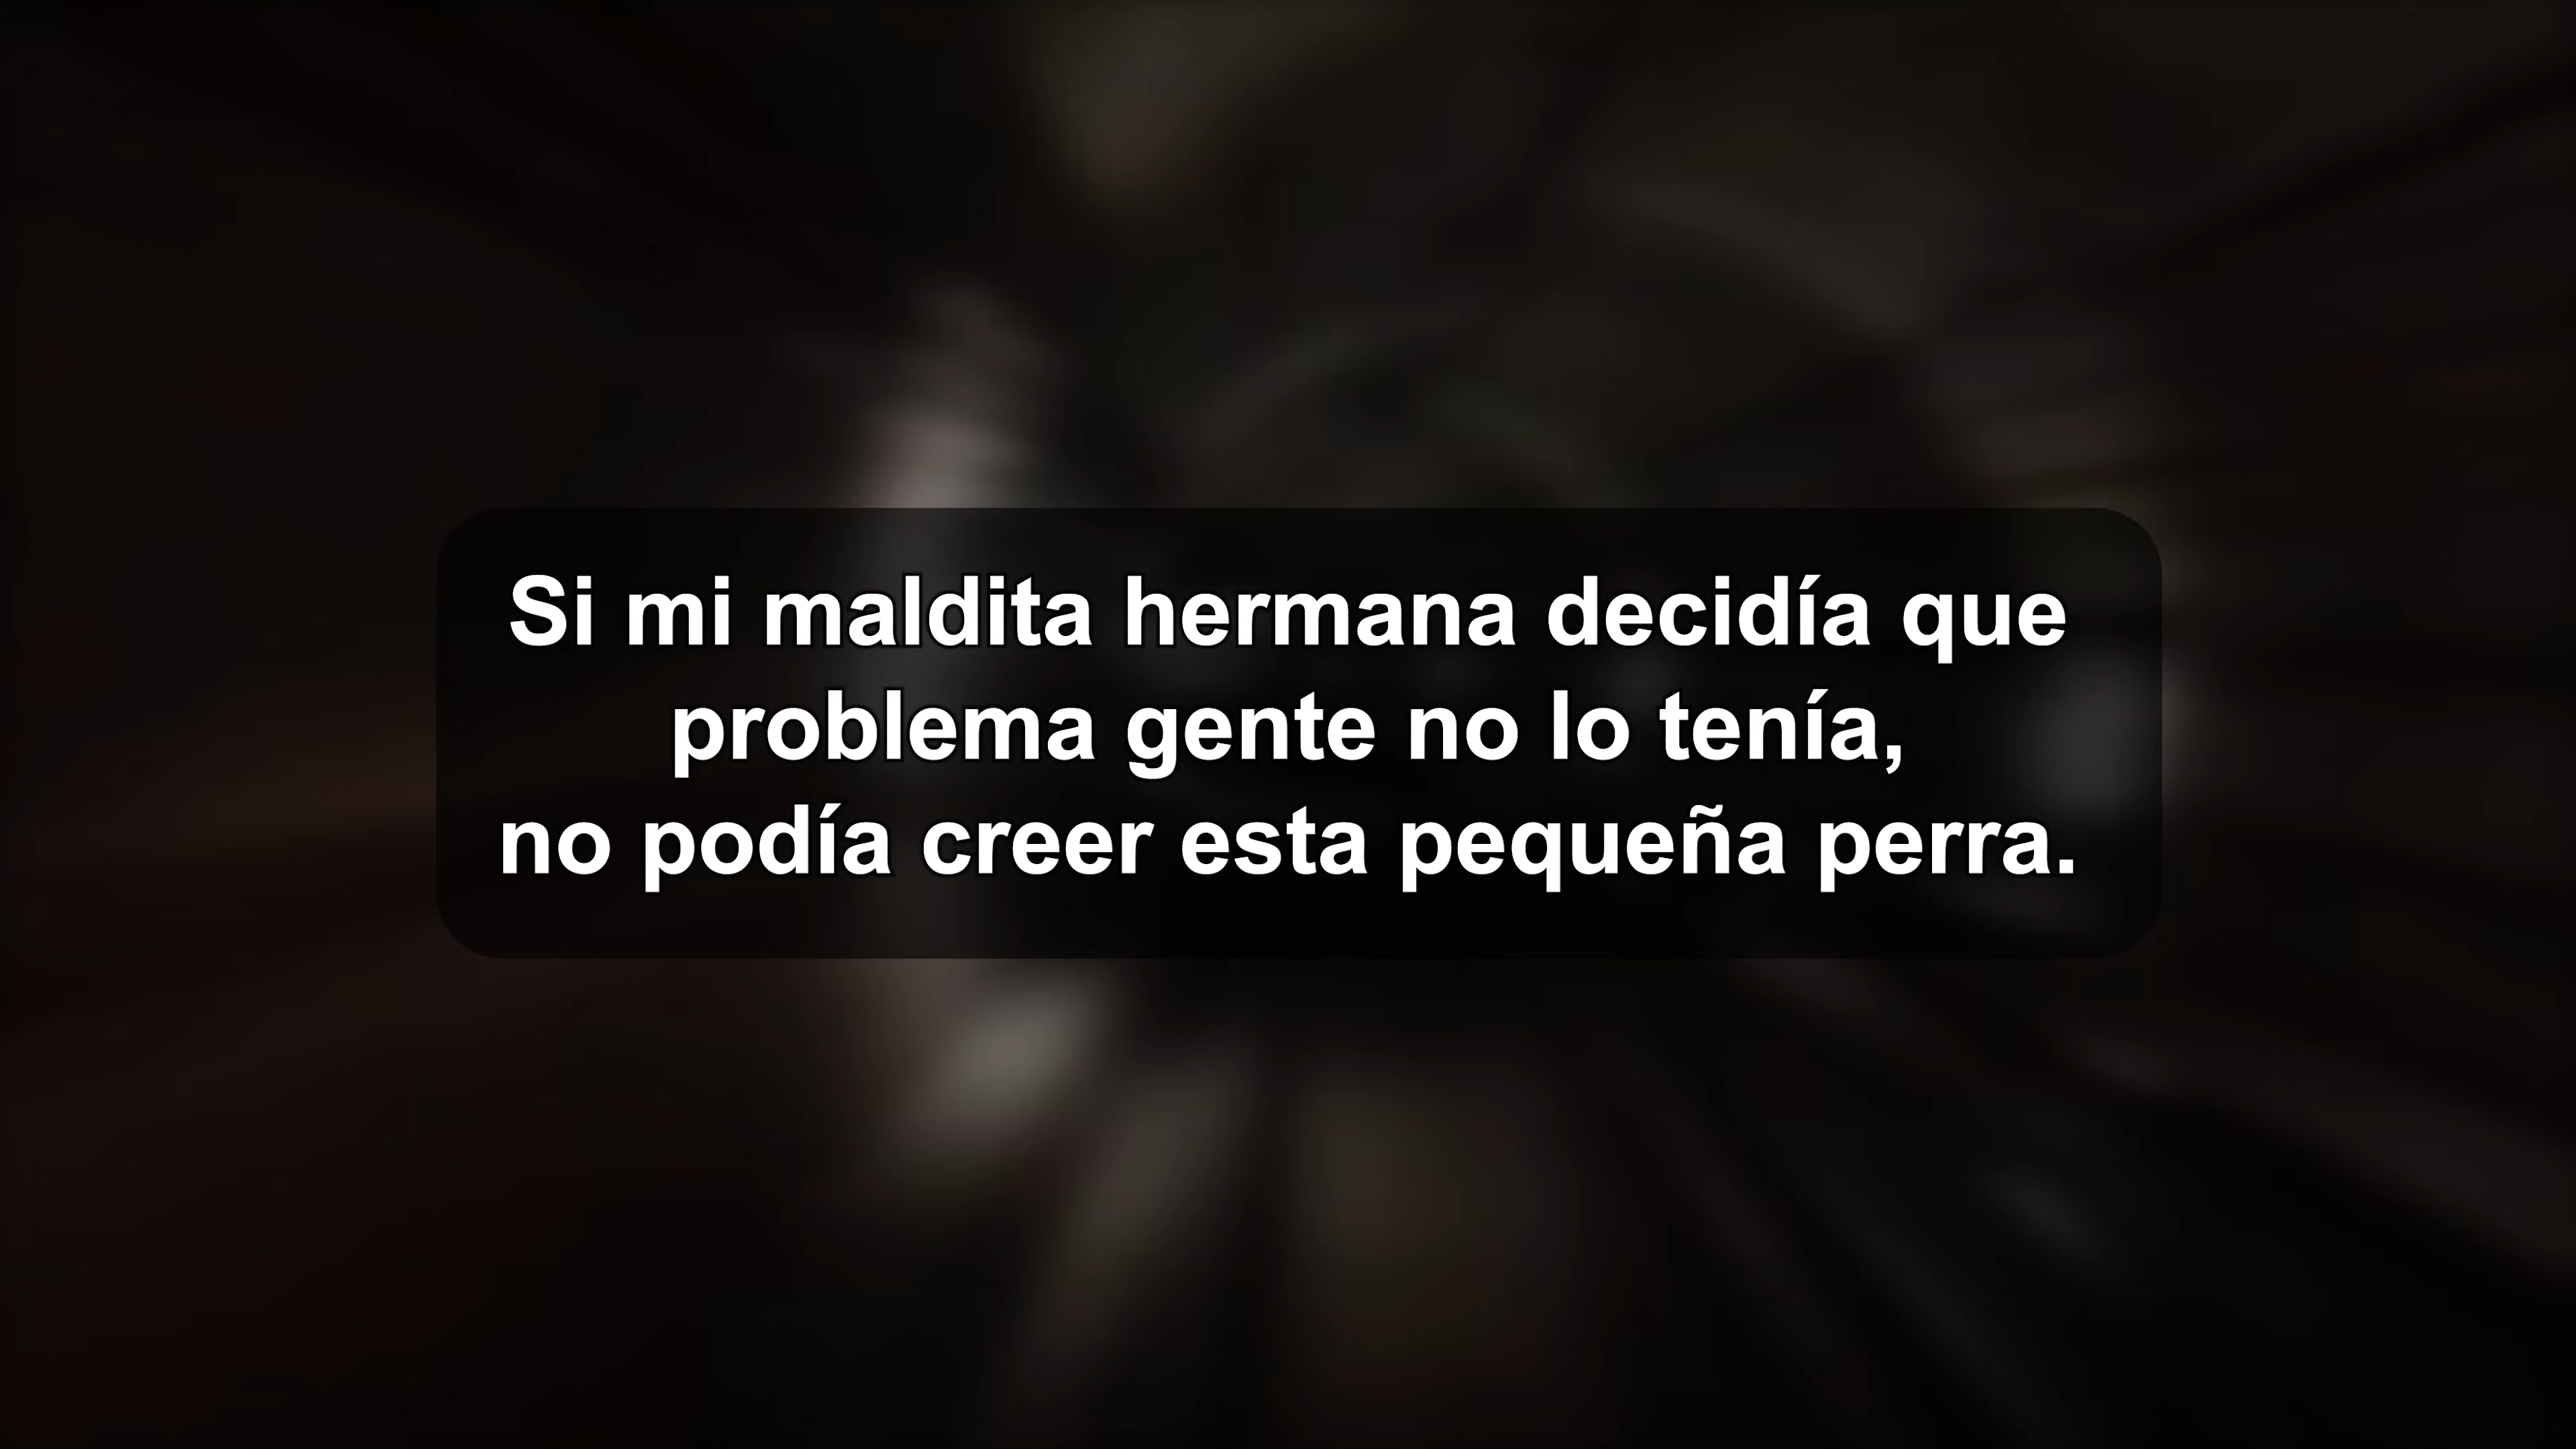 Si mi maldita hermana decidía que
problema gente no lo tenía,
no podía creer esta pequeña perra.